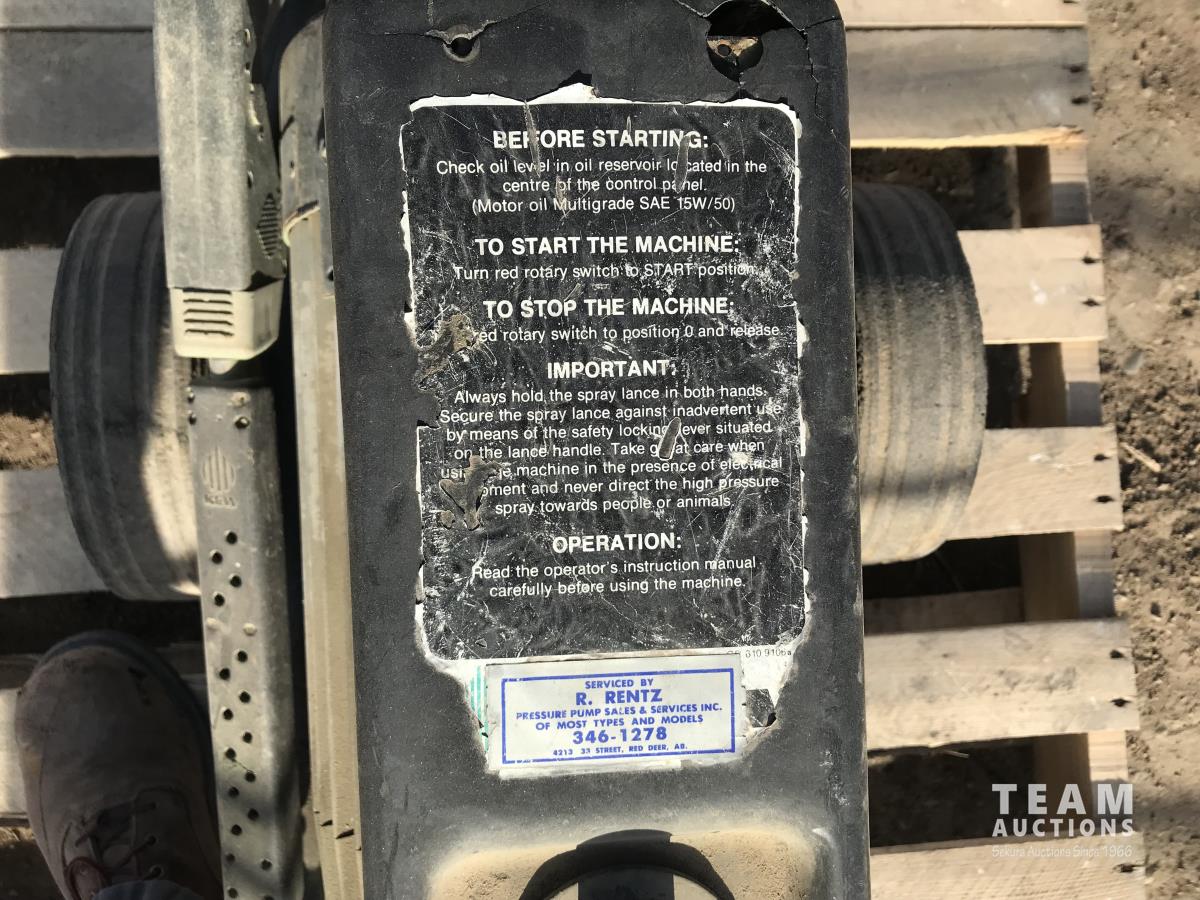 BEFORE STARTING:
Check oil level in oil reservoir located in the
centre of the control panel.
(Motor oil Multigrade SAE 15W/50)
TO START THE MACHINE:
Turn red rotary switch to START position.
TO STOP THE MACHINE:
red rotary switch to position 0 and release.
IMPORTANT:
Always hold the spray lance in both hands.
Secure the spray lance against inadvertent use
by means of the safety locking lever situated
on the lance handle. Take great care when
machine in the presence of electrical
and never direct the high pressure
spray towards people or animals.
OPERATION:
Read the operator's instruction manual
carefully before using the machine.
SERVICED BY
R. RENTZ
PRESSURE PUMP SALES & SERVICES INC.
OF MOST TYPES AND MODELS
346-1278
4213 33 STREET, RED DEER, AB.
KEW
TEAM
AUCTIONS
Sekura Auctions Since 1966